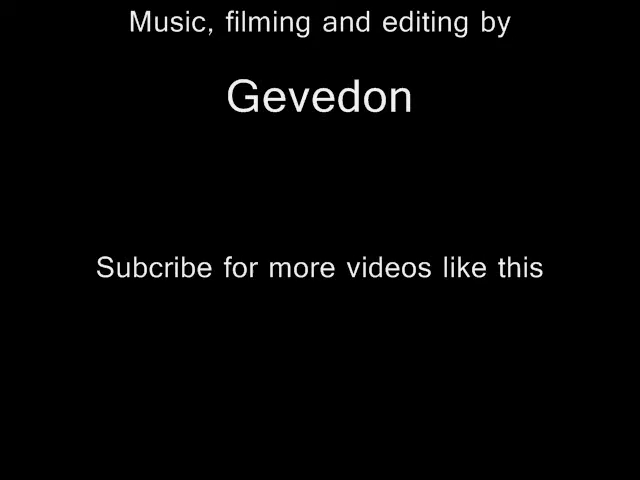 Music, filming and editing by
Gevedon
Subcribe for more videos like this